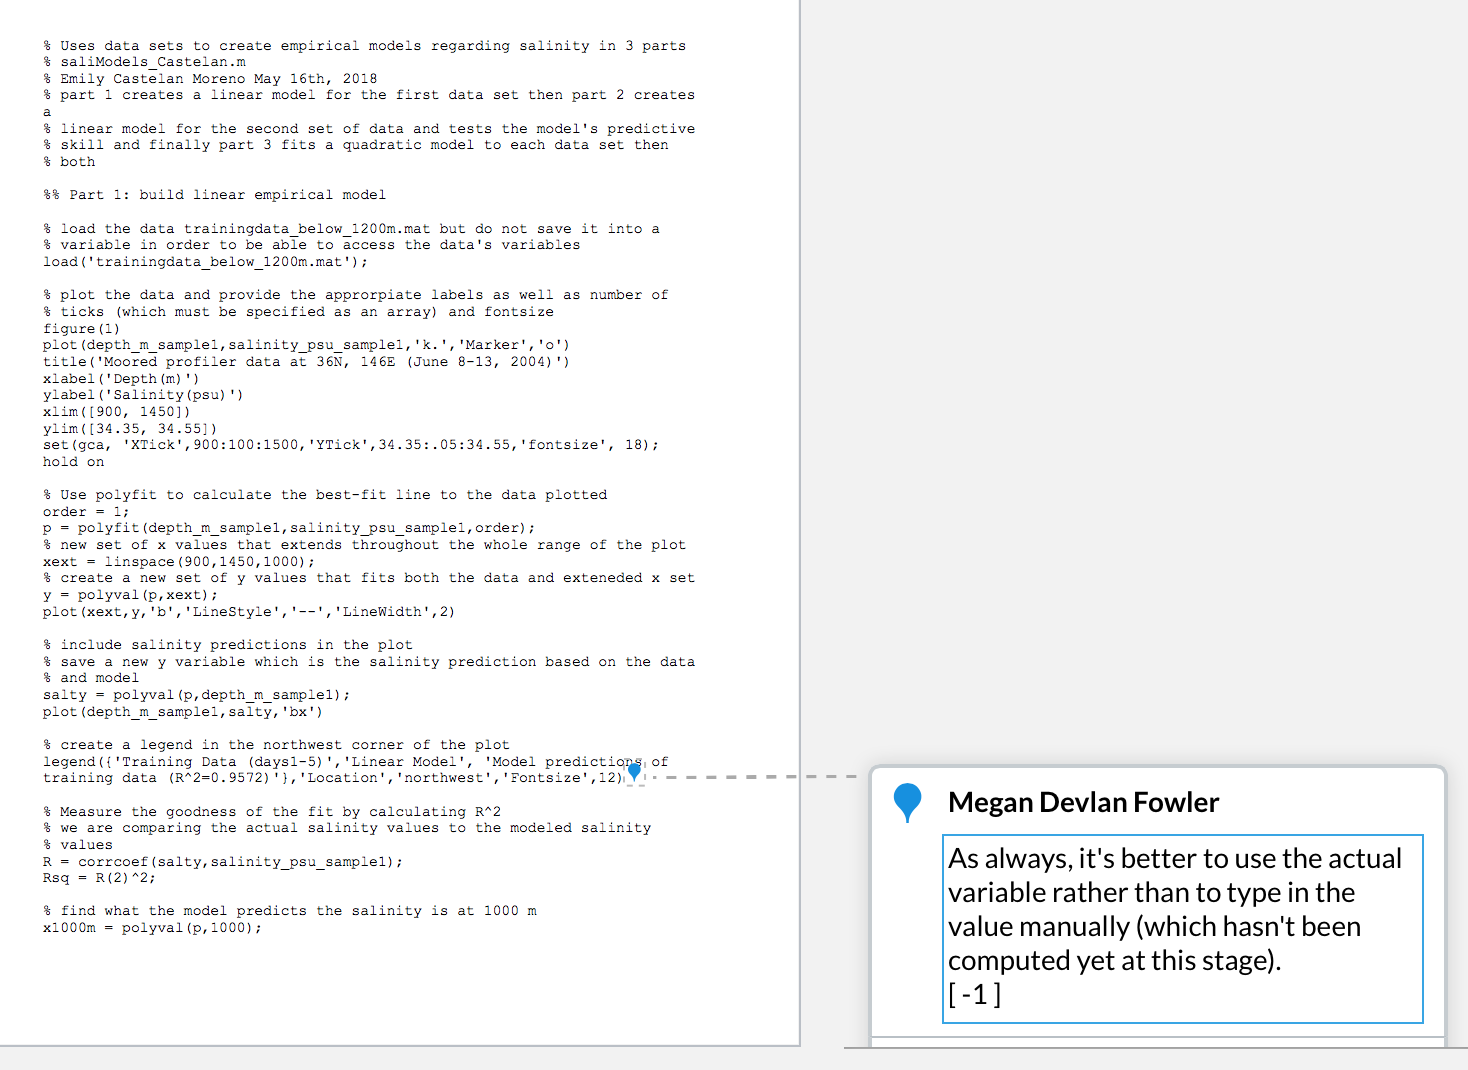 % Uses data sets to create empirical models regarding salinity in 3 parts
% saliModels_Castelan.m
% Emily Castelan Moreno May 16th, 2018
% part 1 creates a linear model for the first data set then part 2 creates
a
% linear model for the second set of data and tests the model's predictive
% skill and finally part 3 fits a quadratic model to each data set then
% both
%% Part 1: build linear empirical model
% load the data trainingdata_below_1200m.mat but do not save it into a
% variable in order to be able to access the data's variables
load('trainingdata_below_1200m.mat');
% plot the data and provide the approrpiate labels as well as number of
% ticks (which must be specified as an array) and fontsize
figure(1)
plot(depth_m_sample1,salinity_psu_sample1,'k.','Marker','o')
title('Moored profiler data at 36N, 146E (June 8-13, 2004)')
xlabel('Depth(m)')
ylabel('Salinity(psu)')
xlim([900, 1450])
ylim([34.35, 34.55])
set(gca, 'XTick',900:100:1500,'YTick',34.35:.05:34.55,'fontsize', 18);
hold on
% Use polyfit to calculate the best-fit line to the data plotted
order = 1;
p = polyfit(depth_m_sample1,salinity_psu_sample1,order);
% new set of x values that extends throughout the whole range of the plot
xext = linspace(900,1450,1000);
% create a new set of y values that fits both the data and exteneded x set
y = polyval(p,xext);
plot(xext,y,'b','LineStyle','--','LineWidth',2)
% include salinity predictions in the plot
% save a new y variable which is the salinity prediction based on the data
% and model
salty = polyval(p,depth_m_sample1);
plot(depth_m_sample1,salty,'bx')
% create a legend in the northwest corner of the plot
legend({'Training Data (days1-5)','Linear Model', 'Model predictions of
training data (R^2=0.9572)'},'Location','northwest','Fontsize',12)
% Measure the goodness of the fit by calculating R^2
% we are comparing the actual salinity values to the modeled salinity
% values
R = corrcoef(salty,salinity_psu_sample1);
Rsq = R(2)^2;
% find what the model predicts the salinity is at 1000 m
x1000m = polyval(p,1000);
Megan Devlan Fowler
As always, it's better to use the actual
variable rather than to type in the
value manually (which hasn't been
computed yet at this stage).
[ -1 ]